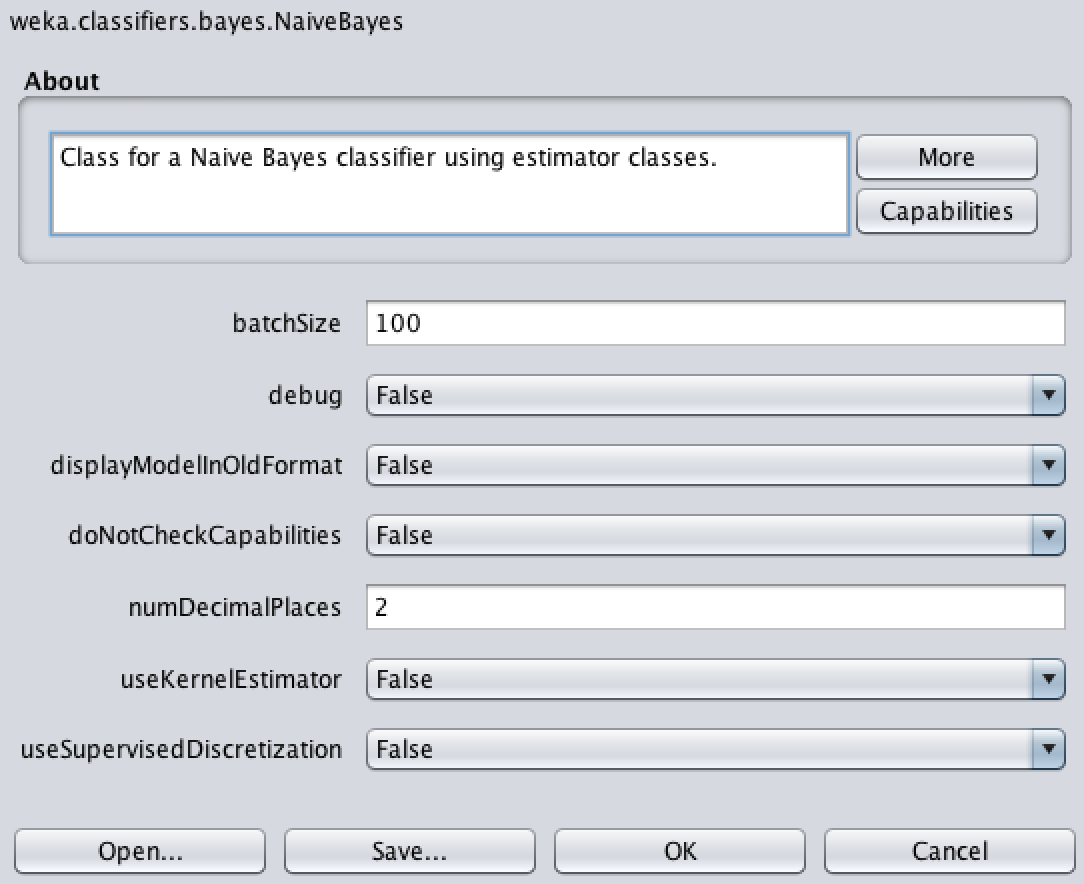 weka.classifiers.bayes.NaiveBayes
About
Class for a Naive Bayes classifier using estimator classes.
More
Capabilities
batchSize 100
debug False
displayModelInOldFormat False
doNotCheckCapabilities False
numDecimalPlaces 2
useKernelEstimator False
useSupervisedDiscretization False
Open... Save... OK Cancel